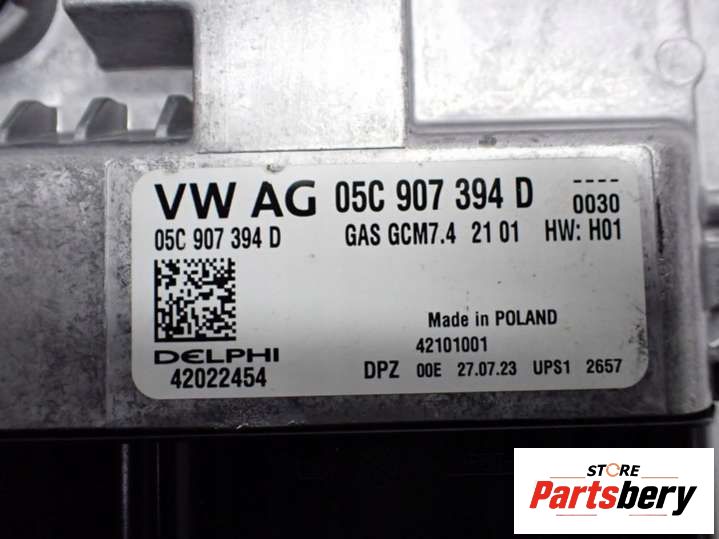 VW AG 05C 907 394 D ----
0030
05C 907 394 D GAS GCM7.4 21 01 HW: H01
Made in POLAND
DELPHI 42101001
42022454 DPZ 00E 27.07.23 UPS1 2657
STORE
Partsbery